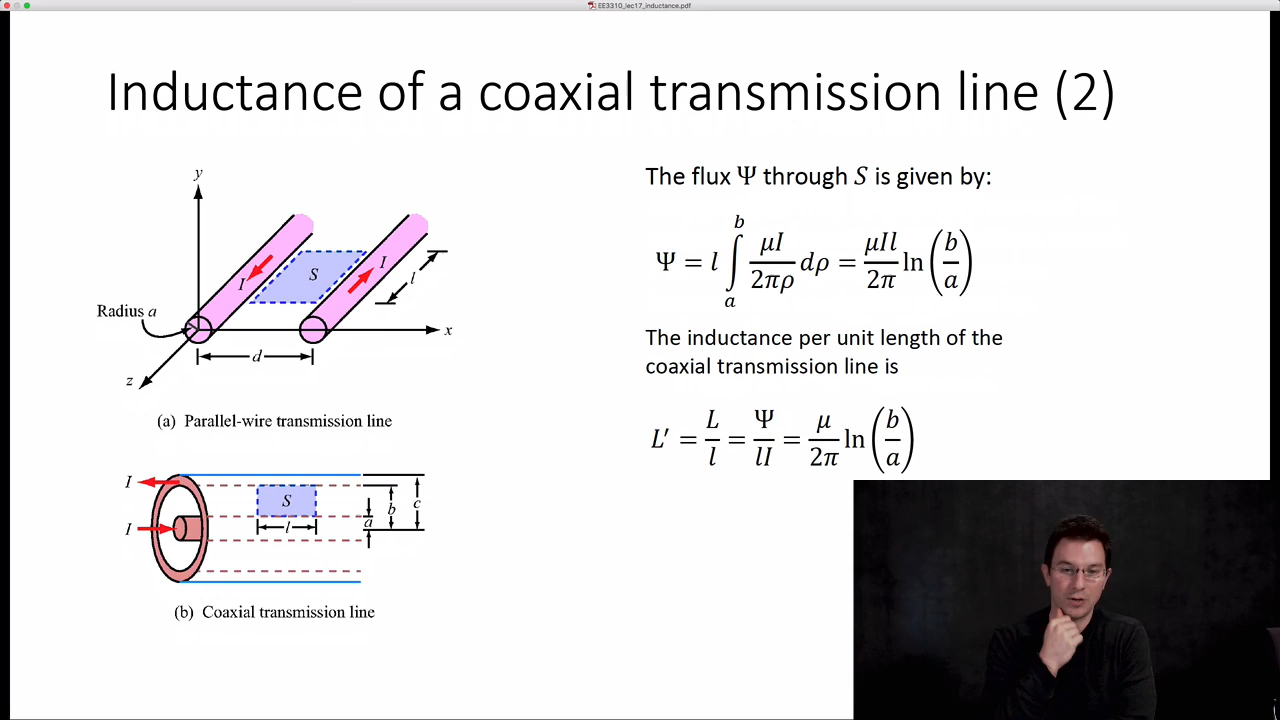 EE3310_lec17_inductance.pdf
Inductance of a coaxial transmission line (2)
y
I
S
I
l
Radius a
x
d
z
(a) Parallel-wire transmission line
I
I
S
l
a
b
c
(b) Coaxial transmission line
The flux Ψ through S is given by:
Ψ = l ∫_a^b μI/2πρ dρ = μIl/2π ln(b/a)
The inductance per unit length of the
coaxial transmission line is
L′ = L/l = Ψ/lI = μ/2π ln(b/a)